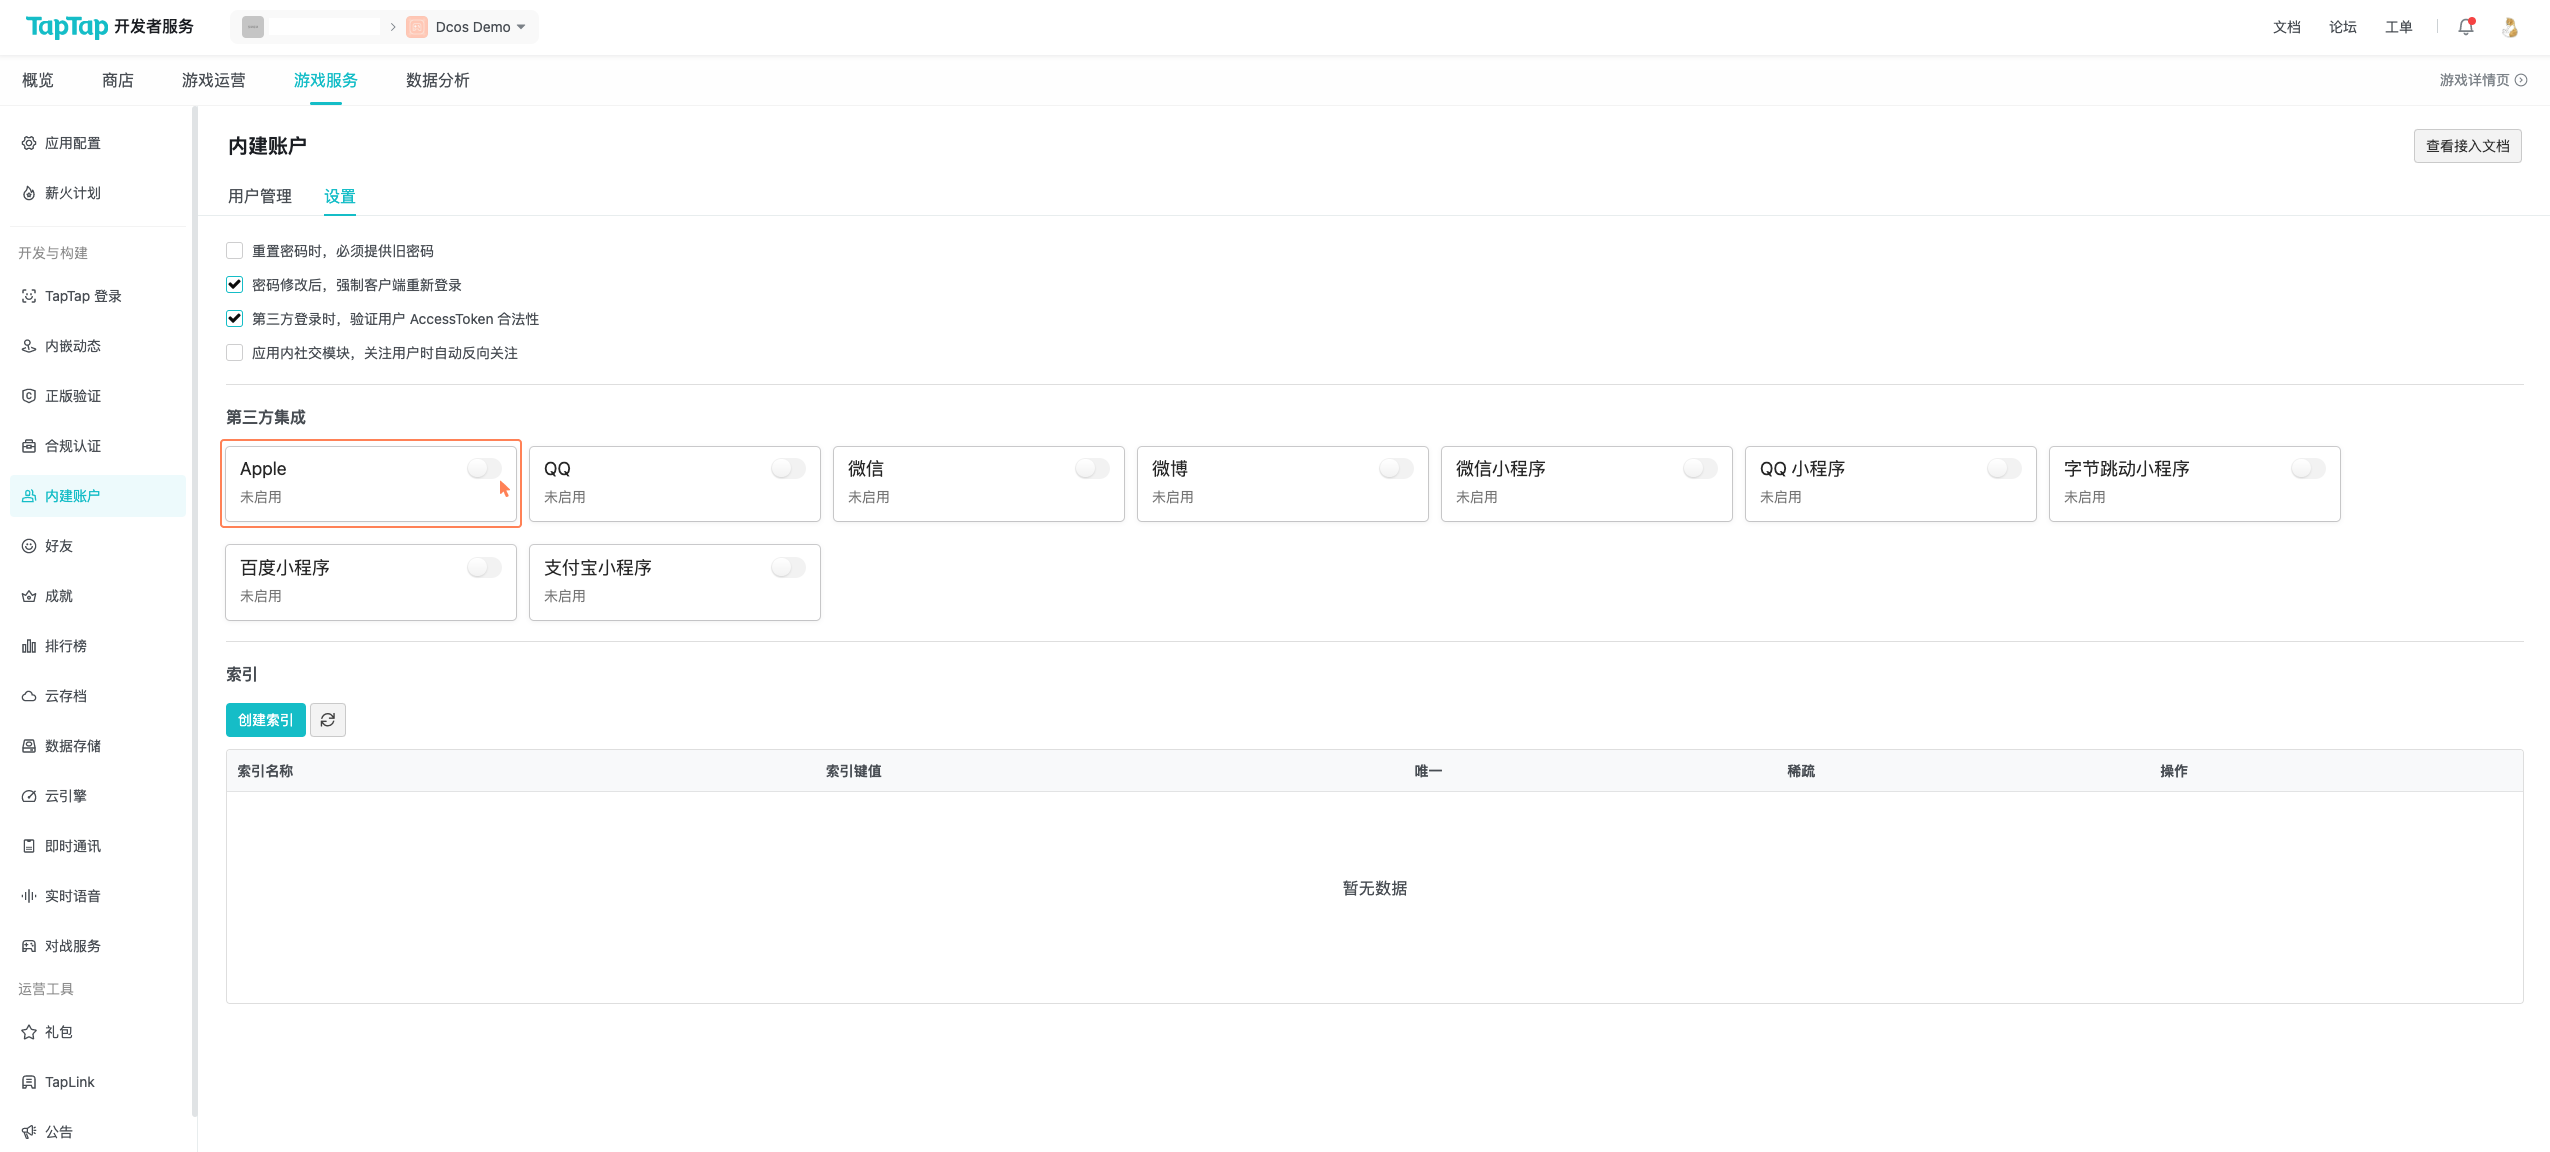 TapTap 开发者服务
Dcos Demo
文档 论坛 工单
概览 商店 游戏运营 游戏服务 数据分析 游戏详情页
应用配置
薪火计划
开发与构建
TapTap 登录
内嵌动态
正版验证
合规认证
内建账户
好友
成就
排行榜
云存档
数据存储
云引擎
即时通讯
实时语音
对战服务
运营工具
礼包
TapLink
公告
内建账户
查看接入文档
用户管理 设置
重置密码时，必须提供旧密码
密码修改后，强制客户端重新登录
第三方登录时，验证用户 AccessToken 合法性
应用内社交模块，关注用户时自动反向关注
第三方集成
Apple
未启用
QQ
未启用
微信
未启用
微博
未启用
微信小程序
未启用
QQ 小程序
未启用
字节跳动小程序
未启用
百度小程序
未启用
支付宝小程序
未启用
索引
创建索引
索引名称 索引键值 唯一 稀疏 操作
暂无数据